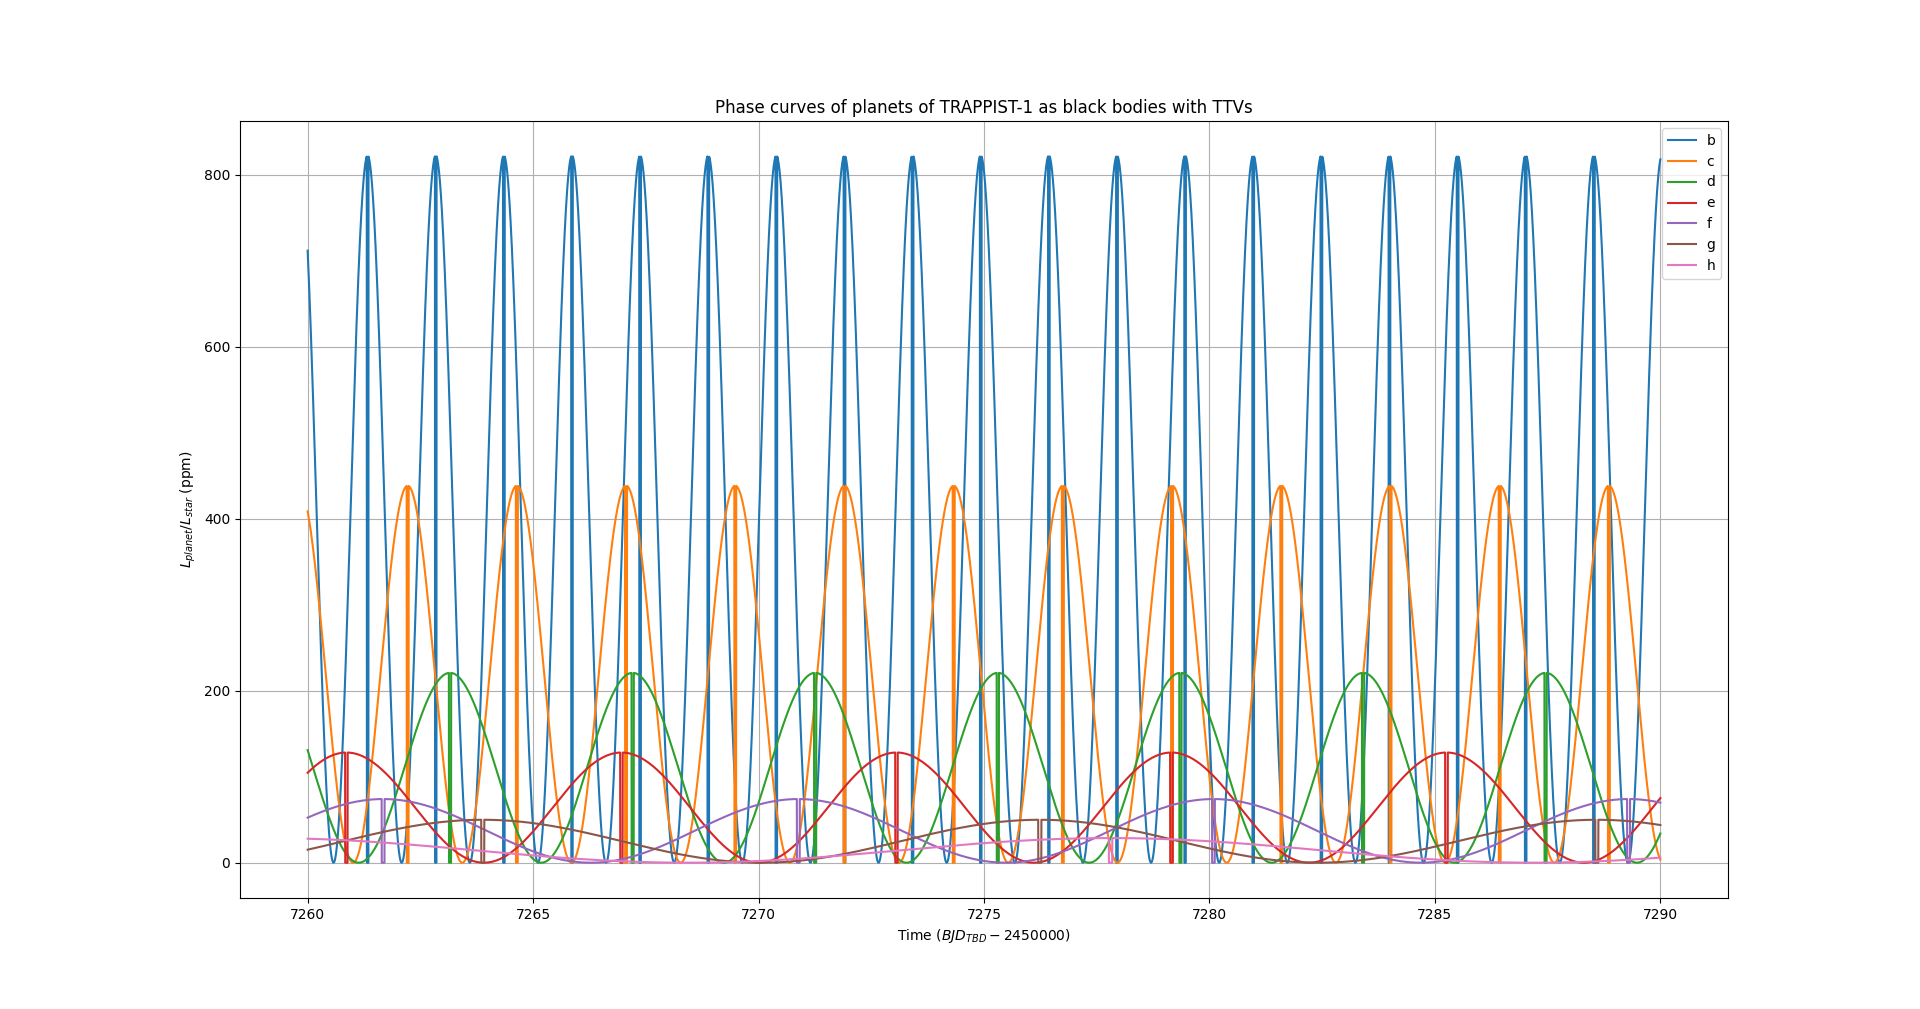 Phase curves of planets of TRAPPIST-1 as black bodies with TTVs
b
c
d
e
f
g
h
800
600
400
200
0
L_planet/L_star (ppm)
7260 7265 7270 7275 7280 7285 7290
Time (BJD_TBD − 2450000)